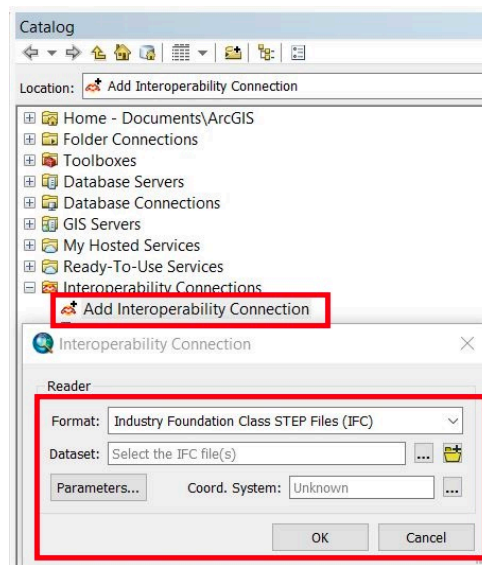 Catalog
Location: Add Interoperability Connection
Home - Documents\ArcGIS
Folder Connections
Toolboxes
Database Servers
Database Connections
GIS Servers
My Hosted Services
Ready-To-Use Services
Interoperability Connections
Add Interoperability Connection
Interoperability Connection
Reader
Format: Industry Foundation Class STEP Files (IFC)
Dataset: Select the IFC file(s) ...
Parameters... Coord. System: Unknown ...
OK Cancel